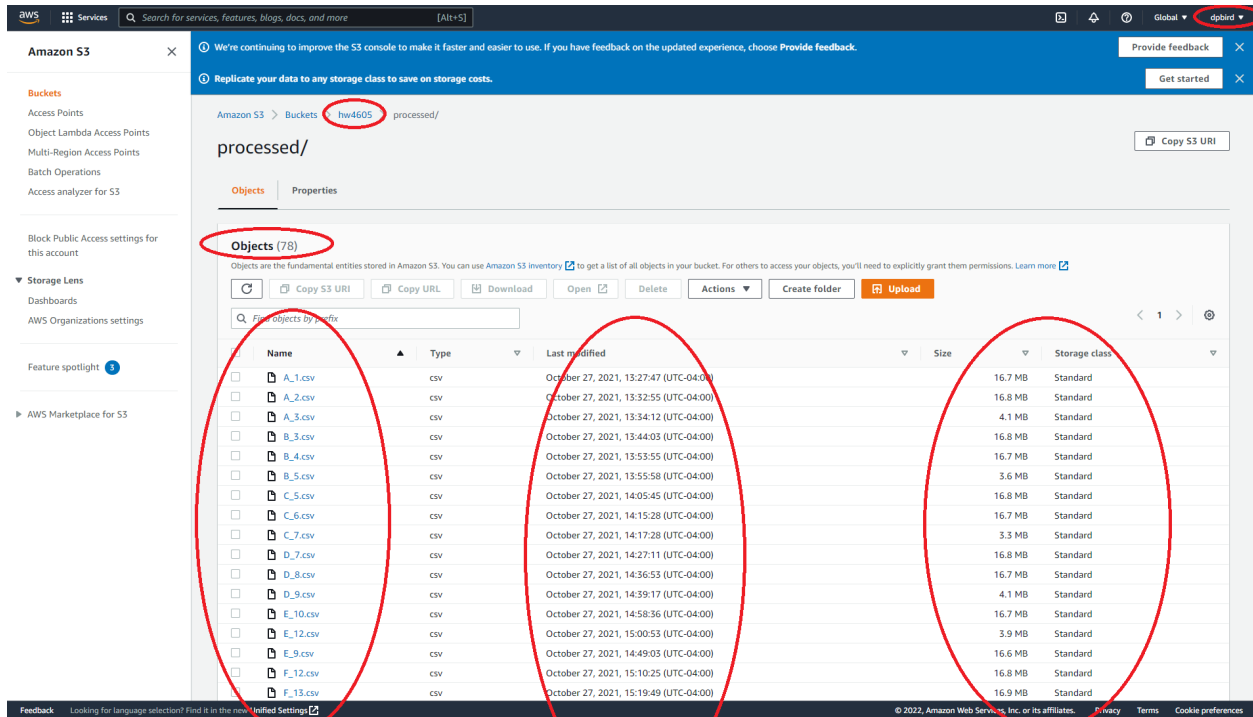 aws Services Search for services, features, blogs, docs, and more [Alt+S] Global dpbird
Amazon S3
We're continuing to improve the S3 console to make it faster and easier to use. If you have feedback on the updated experience, choose Provide feedback. Provide feedback
Replicate your data to any storage class to save on storage costs. Get started
Buckets
Access Points
Object Lambda Access Points
Multi-Region Access Points
Batch Operations
Access analyzer for S3
Block Public Access settings for
this account
Storage Lens
Dashboards
AWS Organizations settings
Feature spotlight 3
AWS Marketplace for S3
Amazon S3 Buckets hw4605 processed/
processed/ Copy S3 URI
Objects Properties
Objects (78)
Objects are the fundamental entities stored in Amazon S3. You can use Amazon S3 inventory to get a list of all objects in your bucket. For others to access your objects, you'll need to explicitly grant them permissions. Learn more
Copy S3 URI Copy URL Download Open Delete Actions Create folder Upload
Find objects by prefix 1
Name Type Last modified Size Storage class
A_1.csv csv October 27, 2021, 13:27:47 (UTC-04:00) 16.7 MB Standard
A_2.csv csv October 27, 2021, 13:32:55 (UTC-04:00) 16.8 MB Standard
A_3.csv csv October 27, 2021, 13:34:12 (UTC-04:00) 4.1 MB Standard
B_3.csv csv October 27, 2021, 13:44:03 (UTC-04:00) 16.8 MB Standard
B_4.csv csv October 27, 2021, 13:53:55 (UTC-04:00) 16.7 MB Standard
B_5.csv csv October 27, 2021, 13:55:58 (UTC-04:00) 3.6 MB Standard
C_5.csv csv October 27, 2021, 14:05:45 (UTC-04:00) 16.8 MB Standard
C_6.csv csv October 27, 2021, 14:15:28 (UTC-04:00) 16.7 MB Standard
C_7.csv csv October 27, 2021, 14:17:28 (UTC-04:00) 3.3 MB Standard
D_7.csv csv October 27, 2021, 14:27:11 (UTC-04:00) 16.8 MB Standard
D_8.csv csv October 27, 2021, 14:36:53 (UTC-04:00) 16.7 MB Standard
D_9.csv csv October 27, 2021, 14:39:17 (UTC-04:00) 4.1 MB Standard
E_10.csv csv October 27, 2021, 14:58:36 (UTC-04:00) 16.7 MB Standard
E_12.csv csv October 27, 2021, 15:00:53 (UTC-04:00) 3.9 MB Standard
E_9.csv csv October 27, 2021, 14:49:03 (UTC-04:00) 16.6 MB Standard
F_12.csv csv October 27, 2021, 15:10:25 (UTC-04:00) 16.8 MB Standard
F_13.csv csv October 27, 2021, 15:19:49 (UTC-04:00) 16.9 MB Standard
Feedback Looking for language selection? Find it in the new Unified Settings © 2022, Amazon Web Services, Inc. or its affiliates. Privacy Terms Cookie preferences